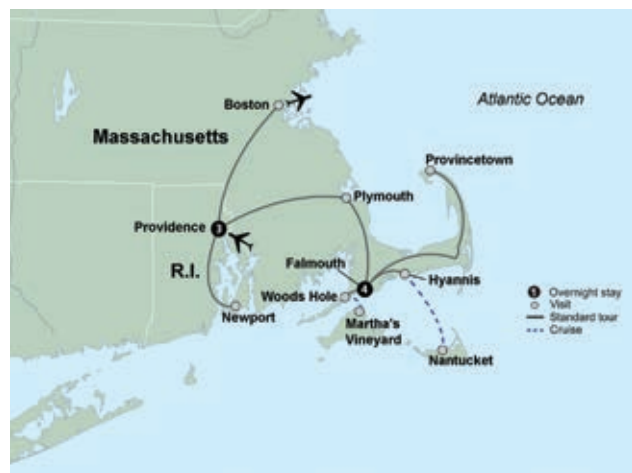 Boston
Atlantic Ocean
Massachusetts
Provincetown
Plymouth
Providence
3
R.I.
Falmouth
4
Hyannis
Woods Hole
Newport
Martha's
Vineyard
Nantucket
Overnight stay
Visit
Standard tour
Cruise